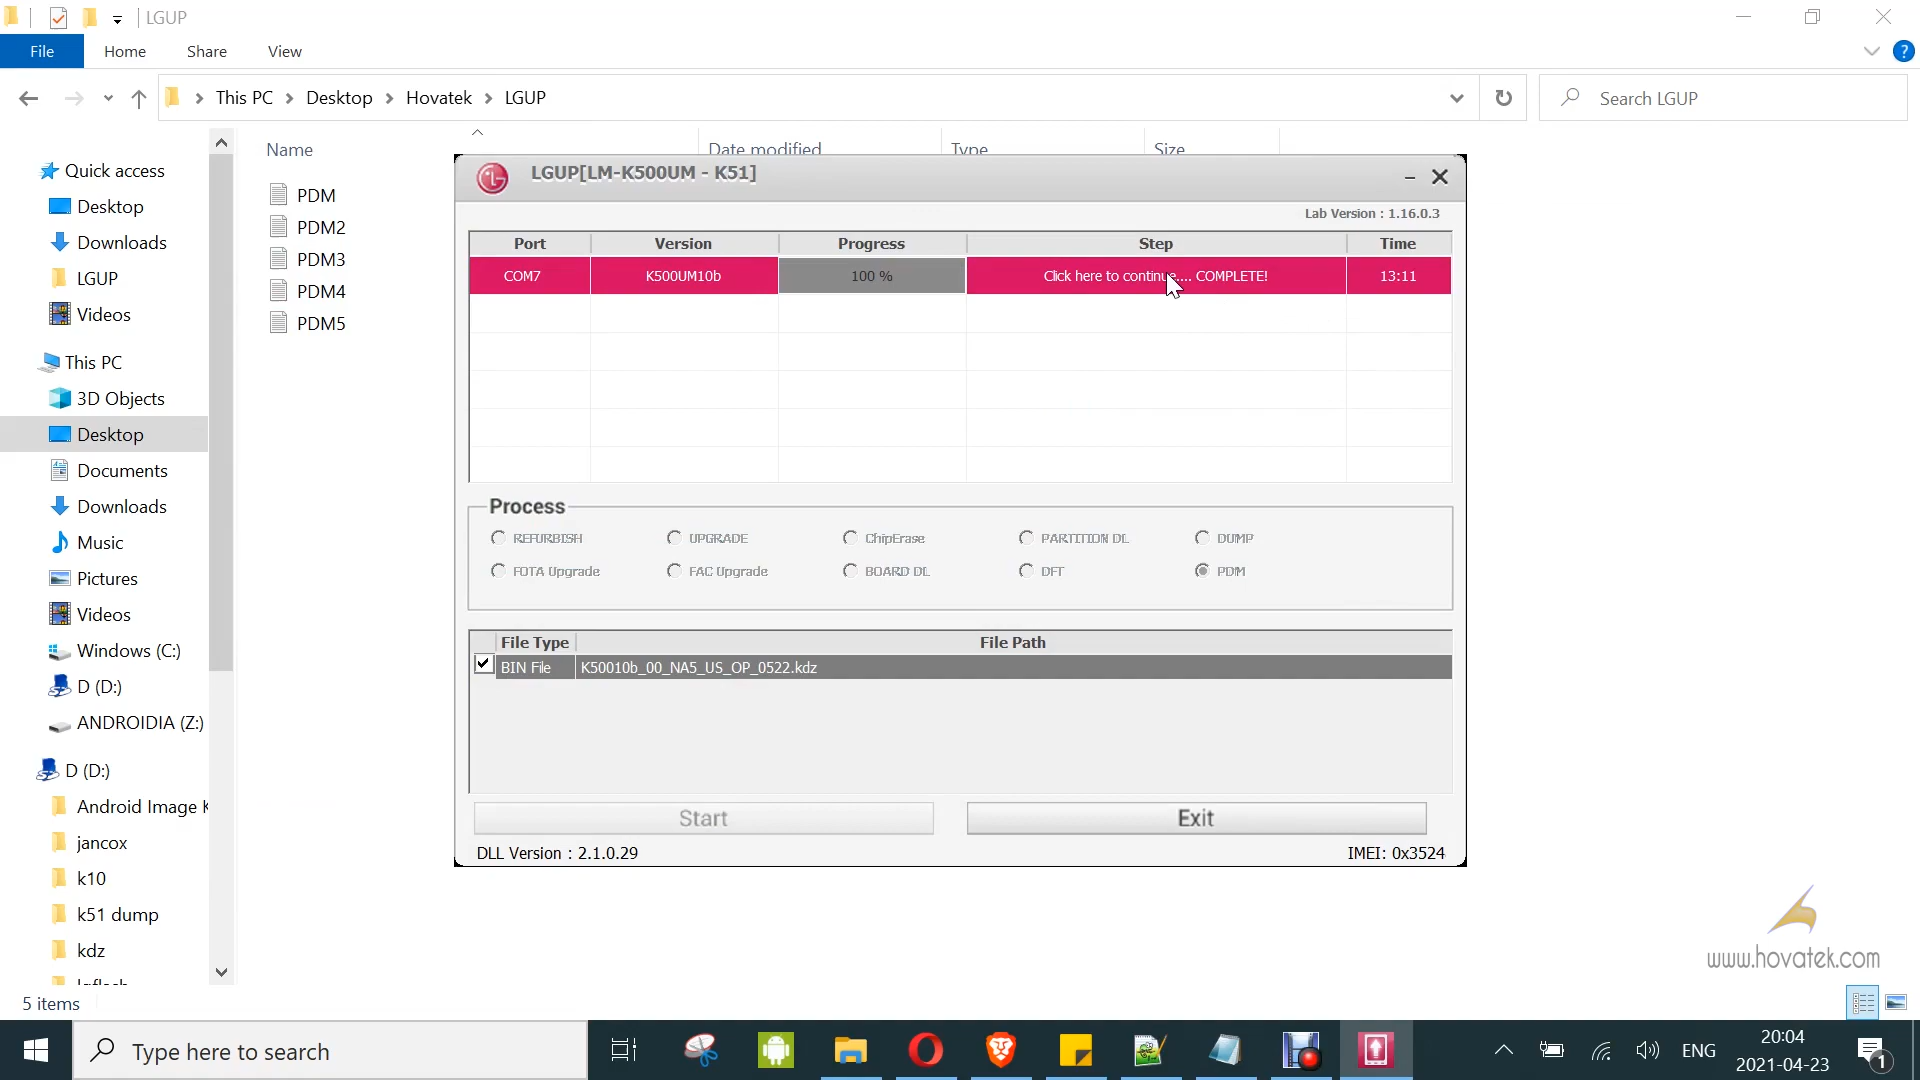 LGUP
File
Home
Share
View
This PC
Desktop
Hovatek
LGUP
Search LGUP
Name
Date modified
Type
Size
Quick access
Desktop
Downloads
LGUP
Videos
This PC
3D Objects
Desktop
Documents
Downloads
Music
Pictures
Videos
Windows (C:)
D (D:)
ANDROIDIA (Z:)
D (D:)
Android Image K
jancox
k10
k51 dump
kdz
PDM
PDM2
PDM3
PDM4
PDM5
LGUP[LM-K500UM - K51]
Lab Version : 1.16.0.3
Port Version Progress Step Time
COM7 K500UM10b 100 % Click here to continue.... COMPLETE! 13:11
Process
REFURBISH UPGRADE ChipErase PARTITION DL DUMP
FOTA Upgrade FAC Upgrade BOARD DL DFT PDM
File Type File Path
BIN File K50010b_00_NA5_US_OP_0522.kdz
Start
Exit
DLL Version : 2.1.0.29
IMEI: 0x3524
www.hovatek.com
5 items
Type here to search
ENG
20:04
2021-04-23
1